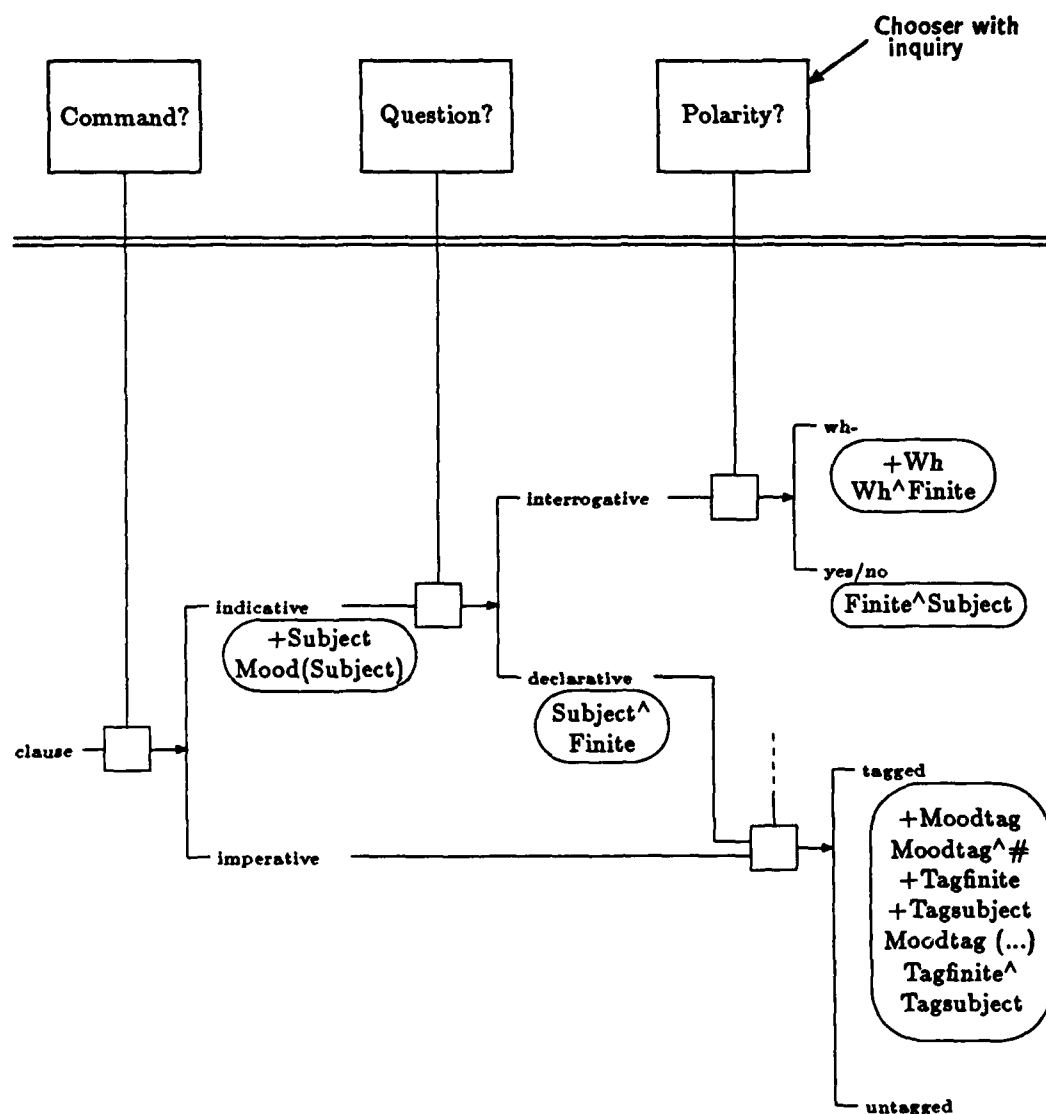 Chooser with
inquiry
Command?
Question?
Polarity?
wh-
+Wh
Wh^Finite
interrogative
yes/no
Finite^Subject
indicative
+Subject
Mood(Subject)
declarative
Subject^
Finite
clause
tagged
+Moodtag
Moodtag^#
+Tagfinite
+Tagsubject
Moodtag (...)
Tagfinite^
Tagsubject
imperative
untagged